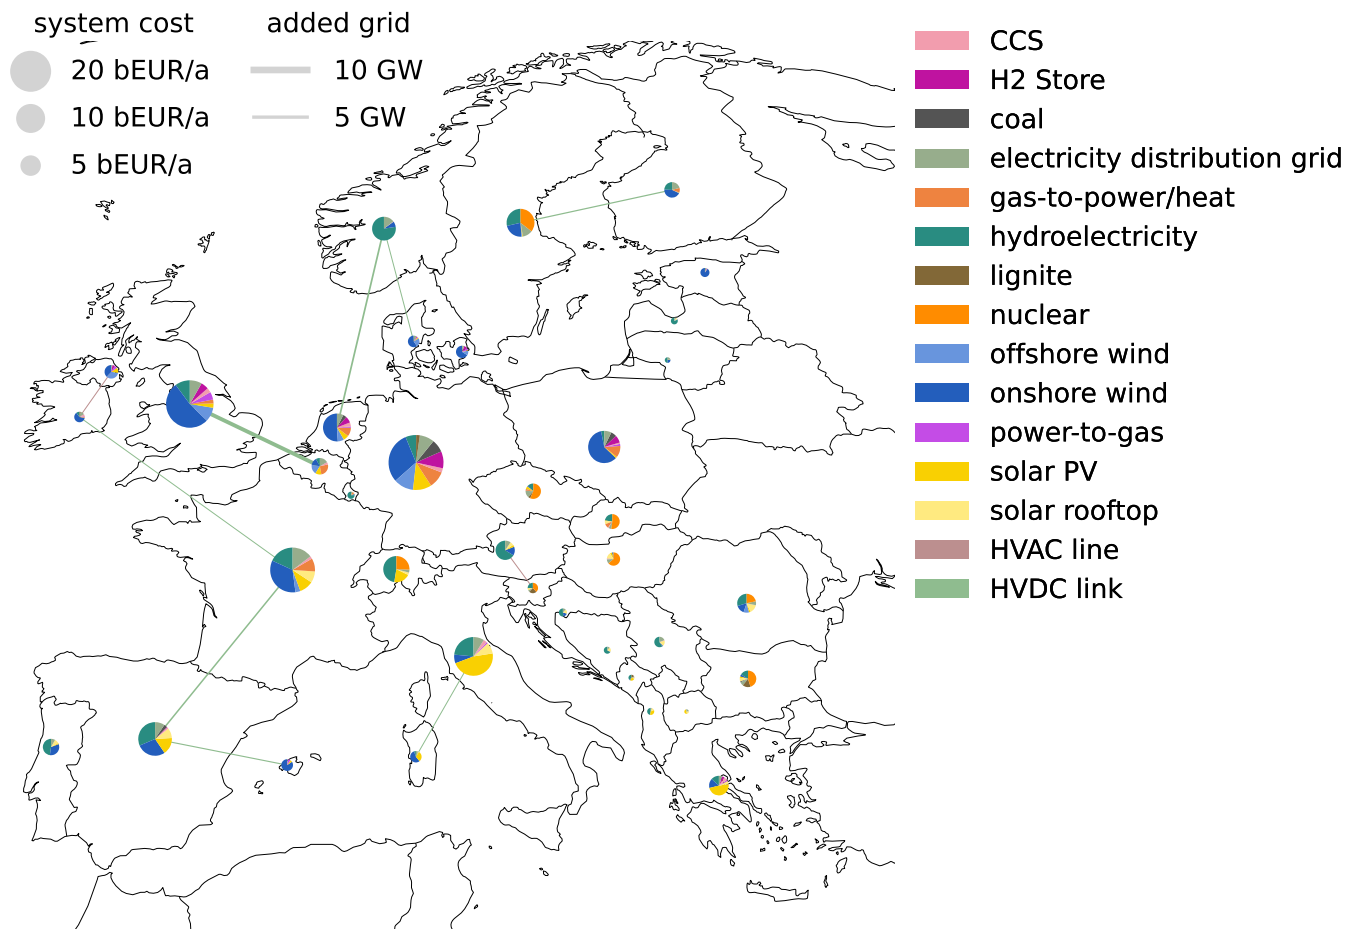 system cost
20 bEUR/a
10 bEUR/a
5 bEUR/a
added grid
10 GW
5 GW
CCS
H2 Store
coal
electricity distribution grid
gas-to-power/heat
hydroelectricity
lignite
nuclear
offshore wind
onshore wind
power-to-gas
solar PV
solar rooftop
HVAC line
HVDC link